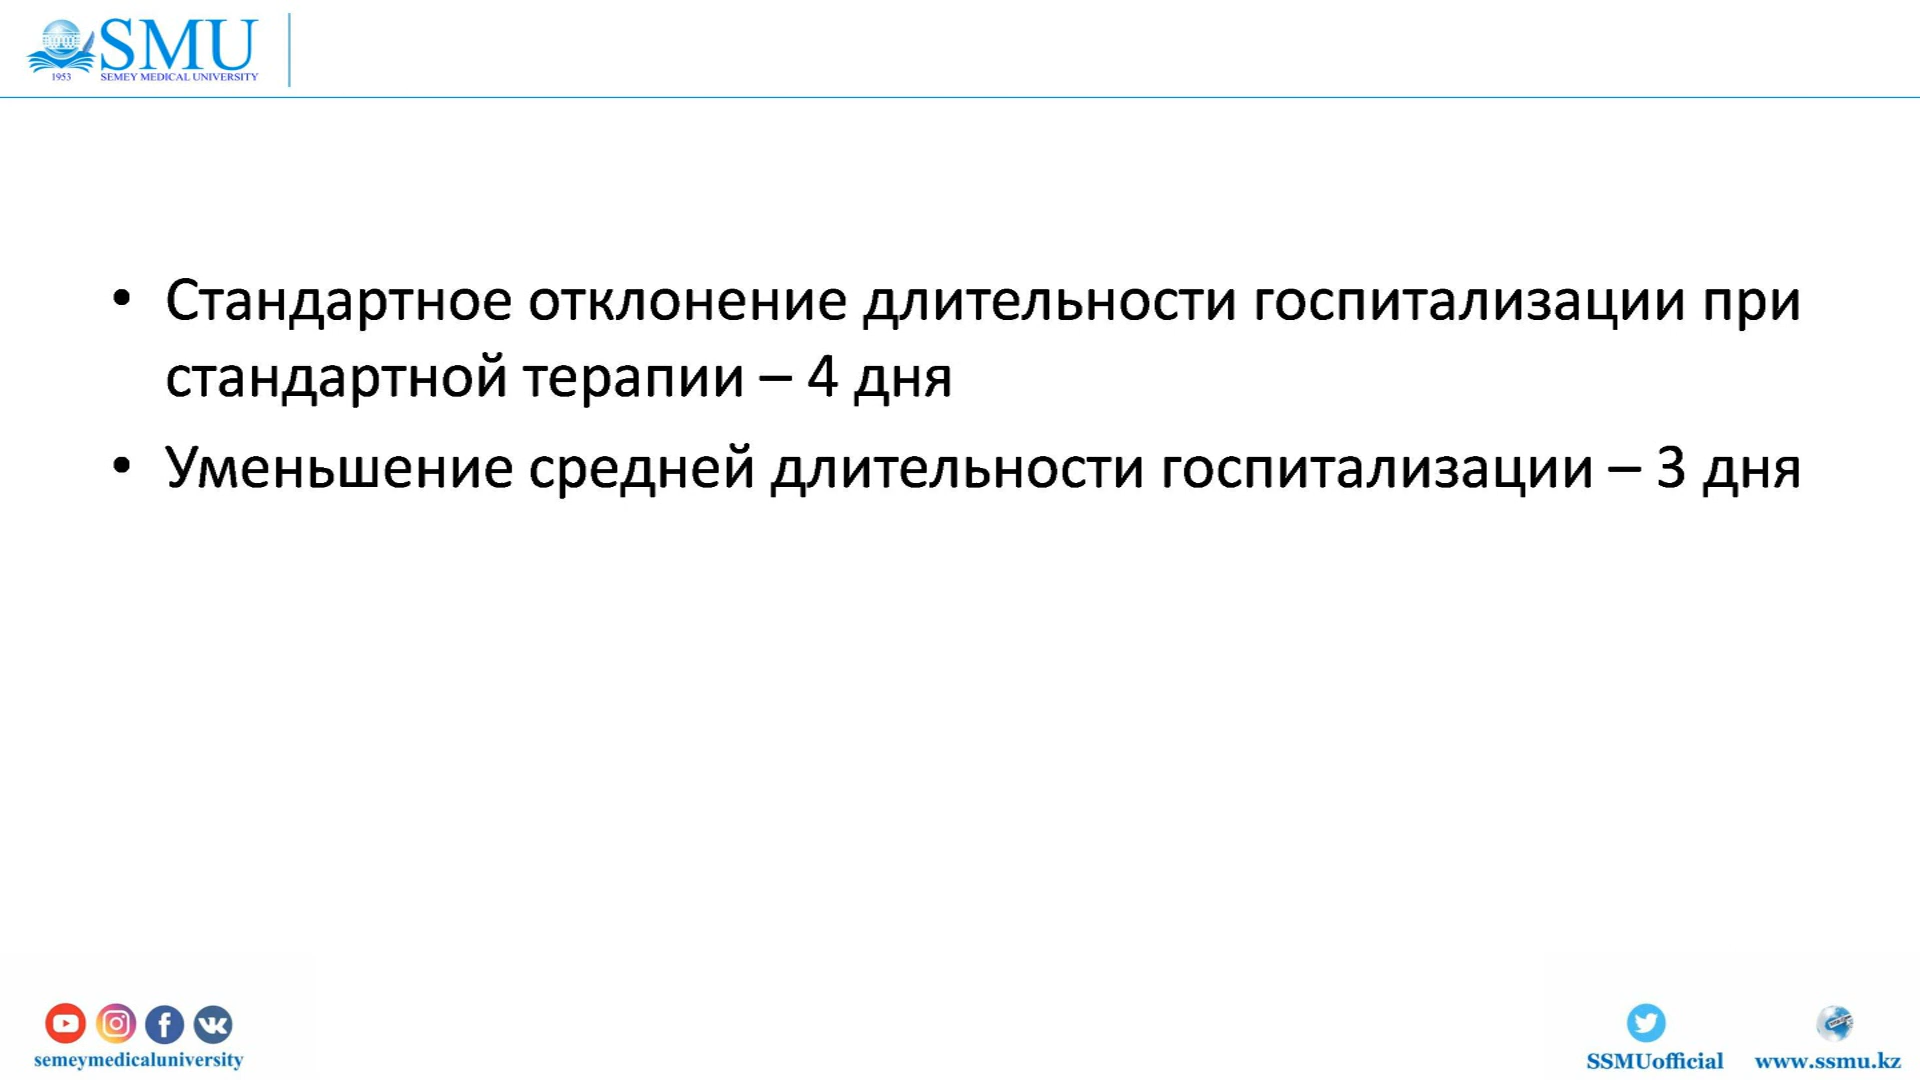 SMU
1953 SEMEY MEDICAL UNIVERSITY
• Стандартное отклонение длительности госпитализации при
стандартной терапии – 4 дня
• Уменьшение средней длительности госпитализации – 3 дня
semeymedicaluniversity
SSMUofficial
www.ssmu.kz